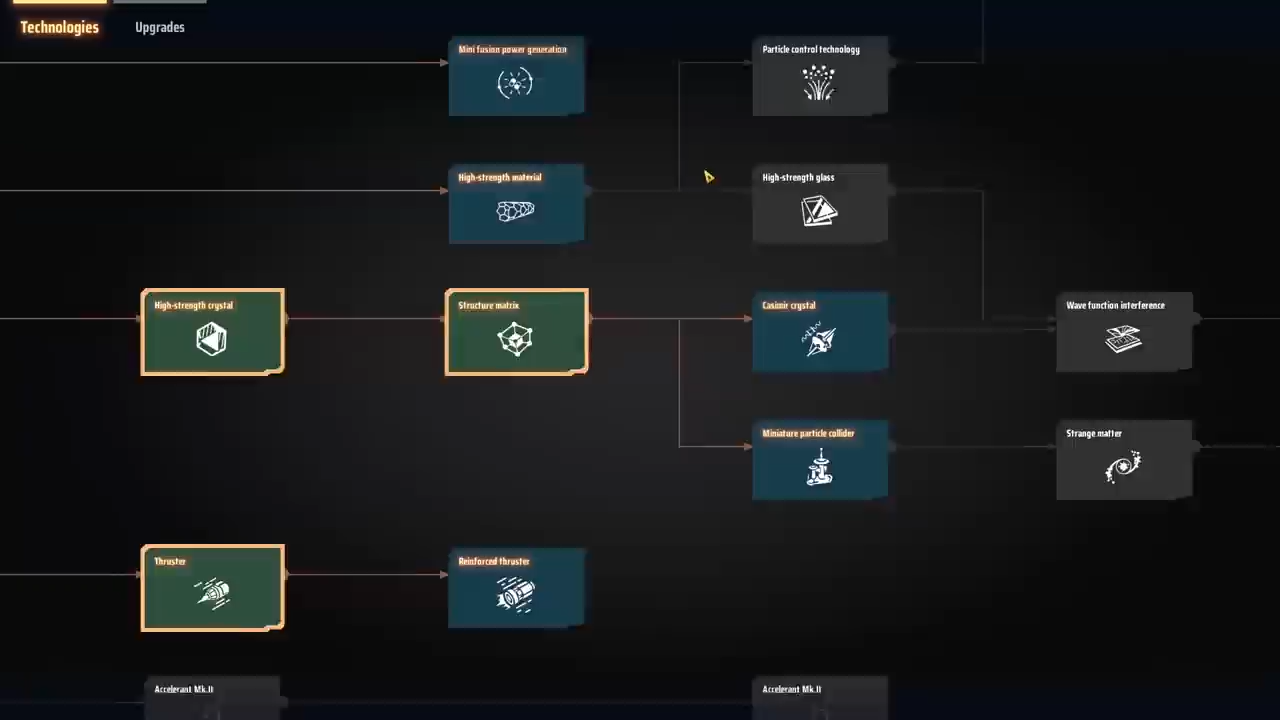 Technologies
Upgrades
Mini fusion power generation
Particle control technology
High-strength material
High-strength glass
High-strength crystal
Structure matrix
Casimir crystal
Wave function interference
Miniature particle collider
Strange matter
Thruster
Reinforced thruster
Accelerant Mk.II
Accelerant Mk.II